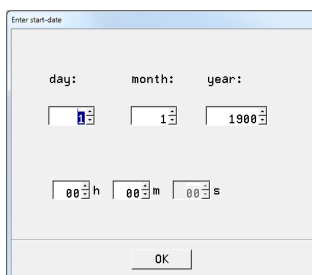 Enter start-date
day: month: year:
1 1 1900
00 h 00 m 00 s
OK